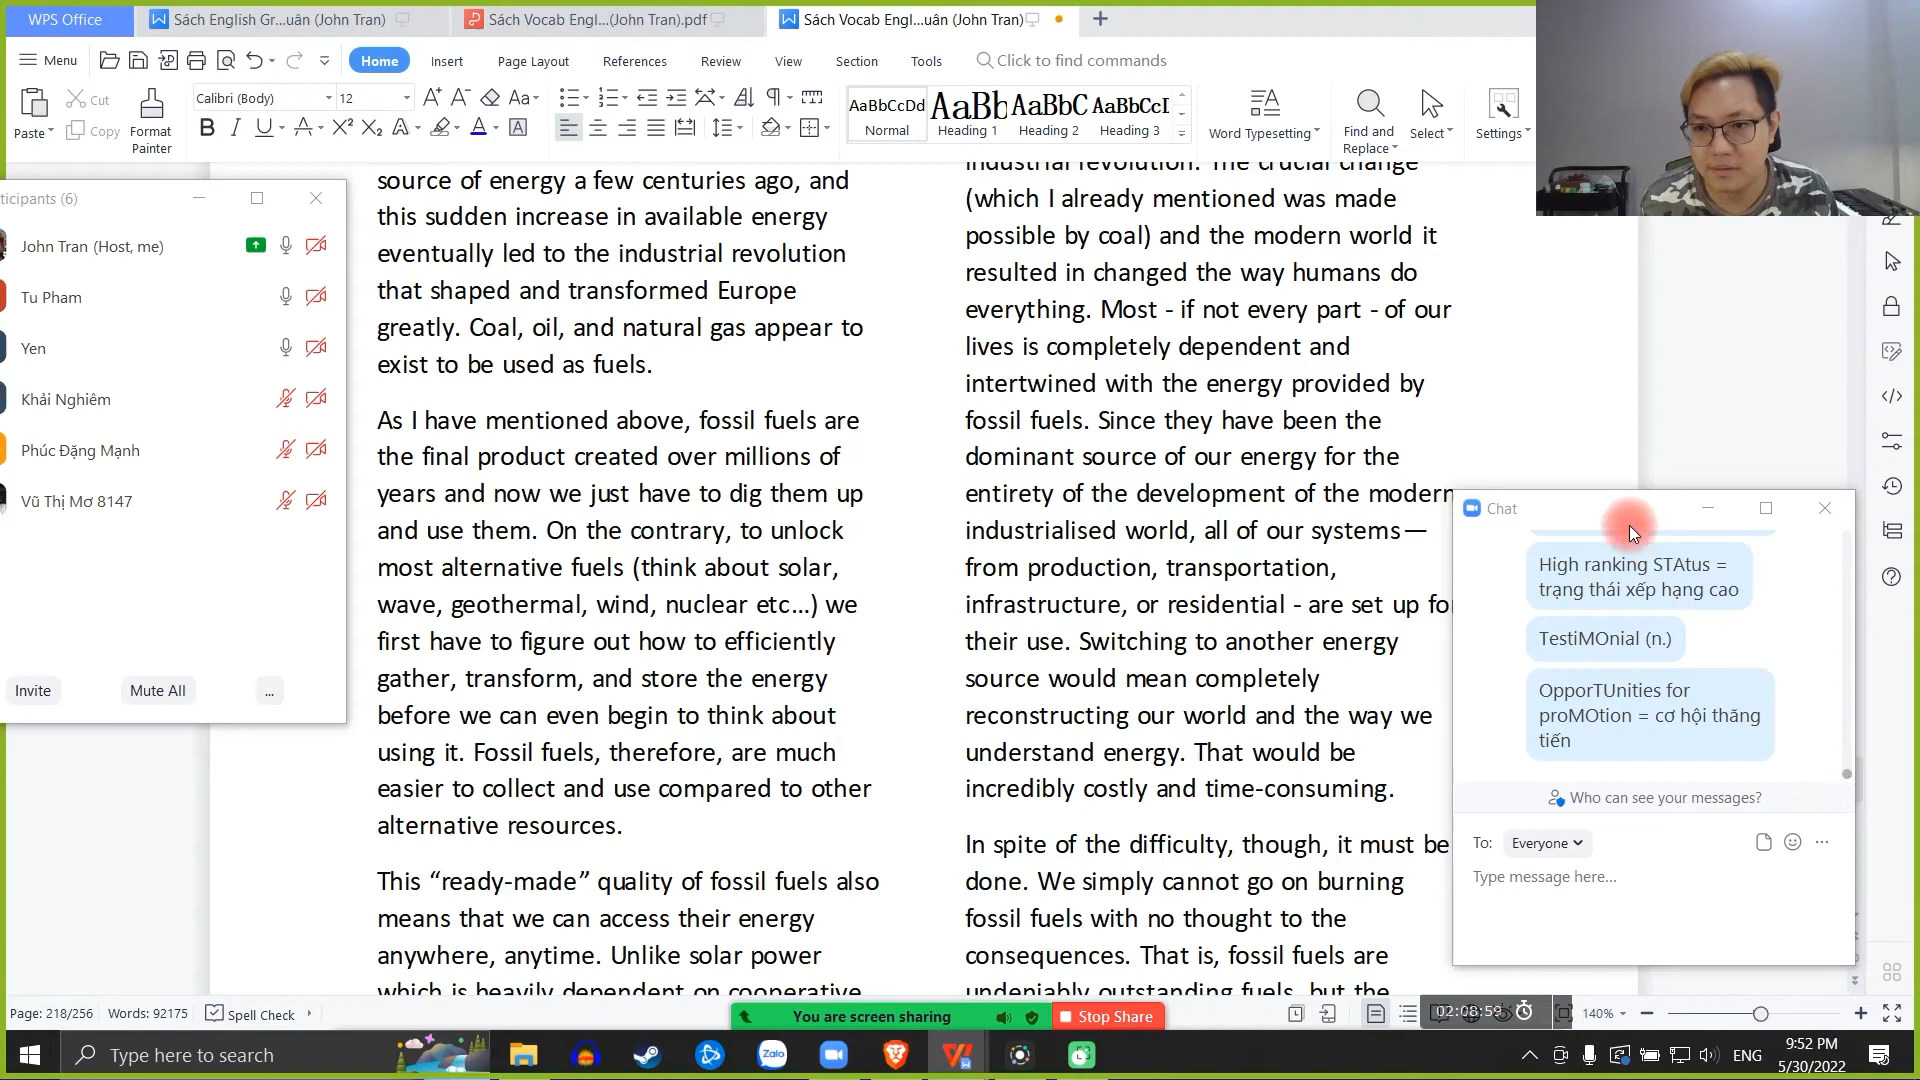 WPS Office
Sách English Gr...uân (John Tran)
Sách Vocab Engl...(John Tran).pdf
Sách Vocab Engl...uân (John Tran)
Menu
Home
Insert
Page Layout
References
Review
View
Section
Tools
Click to find commands
Paste
Cut
Copy
Format
Painter
Calibri (Body)
12
AaBbCcDd
Normal
AaBb
Heading 1
AaBbC
Heading 2
AaBbCcI
Heading 3
Word Typesetting
Find and
Replace
Select
Settings
ticipants (6)
John Tran (Host, me)
Tu Pham
Yen
Khải Nghiêm
Phúc Đặng Mạnh
Vũ Thị Mơ 8147
Invite
Mute All
...
source of energy a few centuries ago, and
this sudden increase in available energy
eventually led to the industrial revolution
that shaped and transformed Europe
greatly. Coal, oil, and natural gas appear to
exist to be used as fuels.
As I have mentioned above, fossil fuels are
the final product created over millions of
years and now we just have to dig them up
and use them. On the contrary, to unlock
most alternative fuels (think about solar,
wave, geothermal, wind, nuclear etc...) we
first have to figure out how to efficiently
gather, transform, and store the energy
before we can even begin to think about
using it. Fossil fuels, therefore, are much
easier to collect and use compared to other
alternative resources.
This “ready-made” quality of fossil fuels also
means that we can access their energy
anywhere, anytime. Unlike solar power
which is heavily dependent on cooperative
industrial revolution. The crucial change
(which I already mentioned was made
possible by coal) and the modern world it
resulted in changed the way humans do
everything. Most - if not every part - of our
lives is completely dependent and
intertwined with the energy provided by
fossil fuels. Since they have been the
dominant source of our energy for the
entirety of the development of the modern
industrialised world, all of our systems—
from production, transportation,
infrastructure, or residential - are set up for
their use. Switching to another energy
source would mean completely
reconstructing our world and the way we
understand energy. That would be
incredibly costly and time-consuming.
In spite of the difficulty, though, it must be
done. We simply cannot go on burning
fossil fuels with no thought to the
consequences. That is, fossil fuels are
undeniably outstanding fuels, but the
Chat
High ranking STAtus =
trạng thái xếp hạng cao
TestiMOnial (n.)
OpporTUnities for
proMOtion = cơ hội thăng
tiến
Who can see your messages?
To: Everyone
Type message here...
Page: 218/256
Words: 92175
Spell Check
You are screen sharing
Stop Share
02:08:59
140%
Type here to search
Zalo
ENG
9:52 PM
5/30/2022